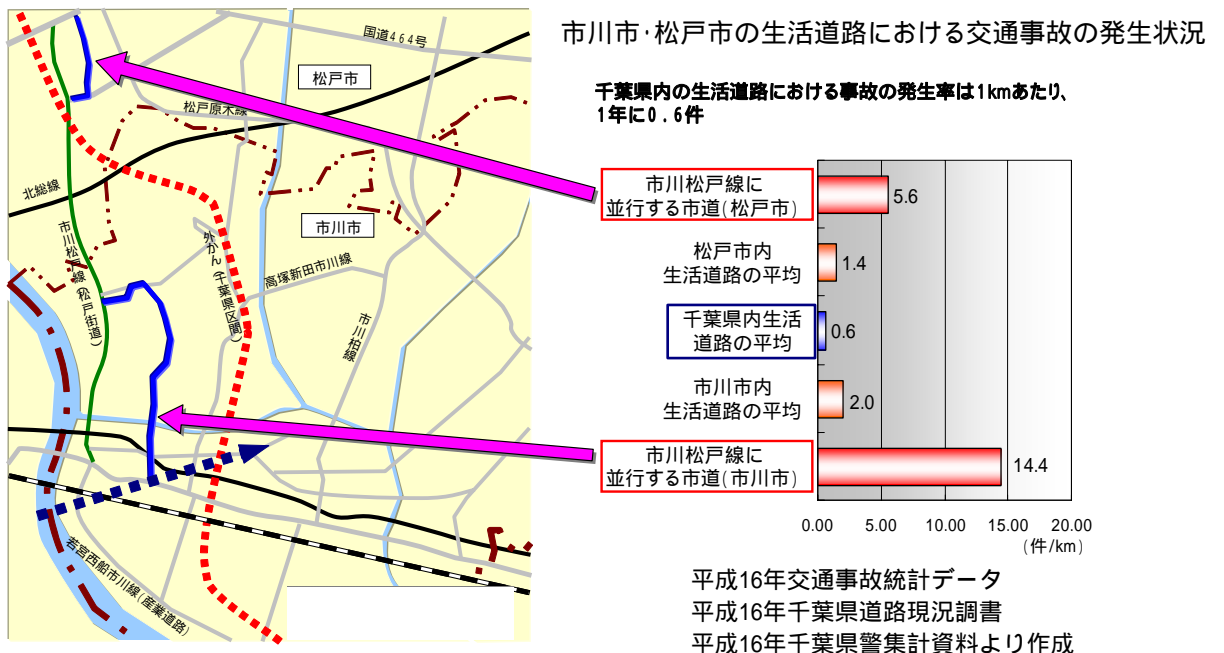 市川市・松戸市の生活道路における交通事故の発生状況
千葉県内の生活道路における事故の発生率は1kmあたり、
1年に0.6件
国道464号
松戸市
松戸原木線
北総線
市川市
市川松戸線(松戸街道)
外かん(千葉県区間)
高塚新田市川線
市川柏線
若宮西船市川線(産業道路)
市川松戸線に
並行する市道(松戸市)
5.6
松戸市内
生活道路の平均
1.4
千葉県内生活
道路の平均
0.6
市川市内
生活道路の平均
2.0
市川松戸線に
並行する市道(市川市)
14.4
0.00 5.00 10.00 15.00 20.00
(件/km)
平成16年交通事故統計データ
平成16年千葉県道路現況調書
平成16年千葉県警集計資料より作成